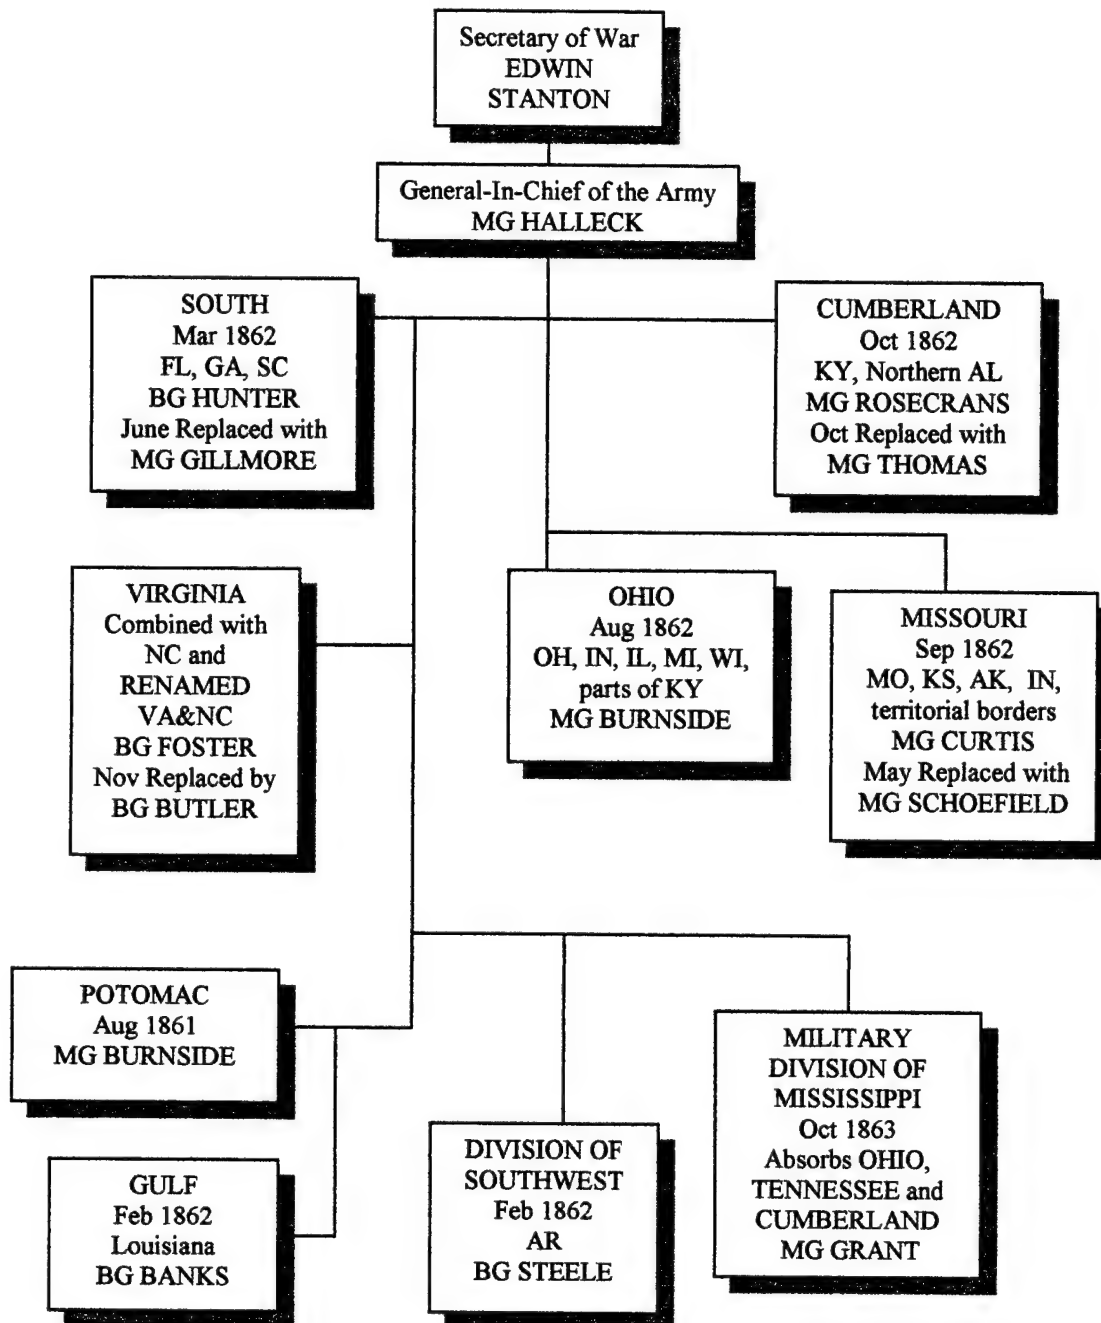 Secretary of War
EDWIN
STANTON
General-In-Chief of the Army
MG HALLECK
SOUTH
Mar 1862
FL, GA, SC
BG HUNTER
June Replaced with
MG GILLMORE
CUMBERLAND
Oct 1862
KY, Northern AL
MG ROSECRANS
Oct Replaced with
MG THOMAS
VIRGINIA
Combined with
NC and
RENAMED
VA&NC
BG FOSTER
Nov Replaced by
BG BUTLER
OHIO
Aug 1862
OH, IN, IL, MI, WI,
parts of KY
MG BURNSIDE
MISSOURI
Sep 1862
MO, KS, AK, IN,
territorial borders
MG CURTIS
May Replaced with
MG SCHOEFIELD
POTOMAC
Aug 1861
MG BURNSIDE
GULF
Feb 1862
Louisiana
BG BANKS
DIVISION OF
SOUTHWEST
Feb 1862
AR
BG STEELE
MILITARY
DIVISION OF
MISSISSIPPI
Oct 1863
Absorbs OHIO,
TENNESSEE and
CUMBERLAND
MG GRANT